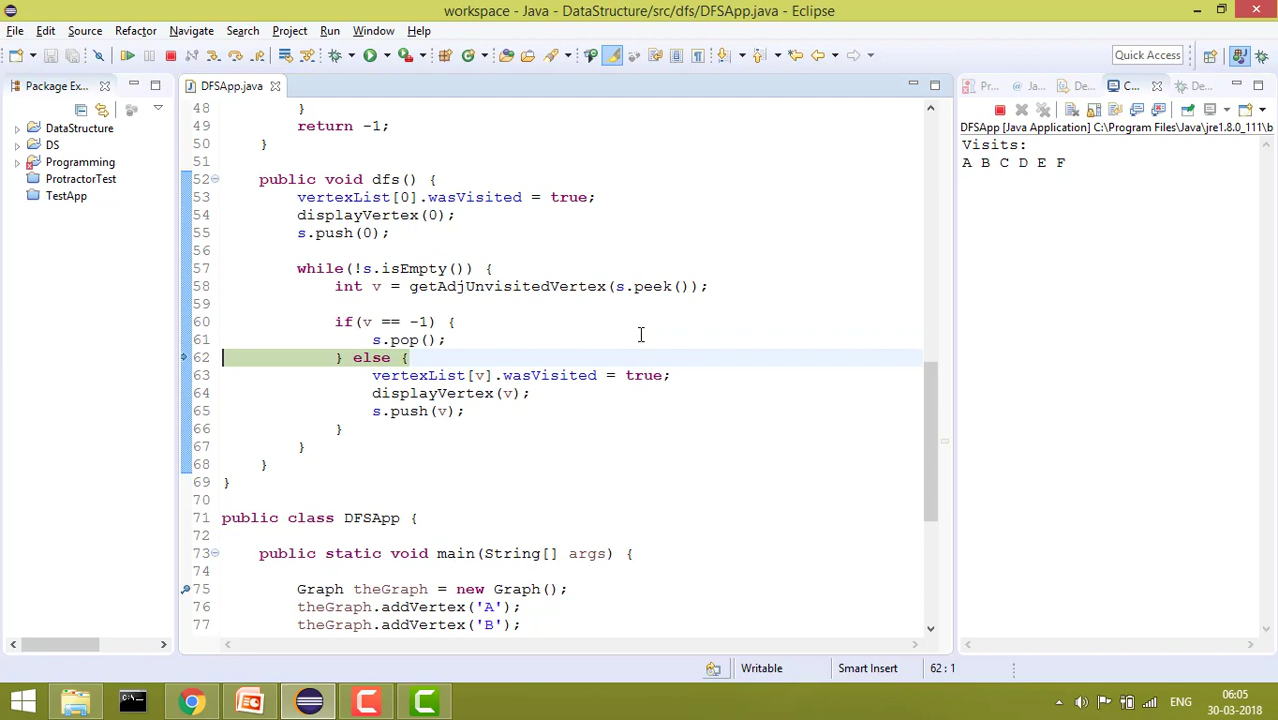 workspace - Java - DataStructure/src/dfs/DFSApp.java - Eclipse
File Edit Source Refactor Navigate Search Project Run Window Help
Quick Access
Package Ex...
DFSApp.java
Pr... Ja... De... C... De...
DataStructure
DS
Programming
ProtractorTest
TestApp
48 }
49 return -1;
50 }
51
52 public void dfs() {
53 vertexList[0].wasVisited = true;
54 displayVertex(0);
55 s.push(0);
56
57 while(!s.isEmpty()) {
58 int v = getAdjUnvisitedVertex(s.peek());
59
60 if(v == -1) {
61 s.pop();
62 } else {
63 vertexList[v].wasVisited = true;
64 displayVertex(v);
65 s.push(v);
66 }
67 }
68 }
69 }
70
71 public class DFSApp {
72
73 public static void main(String[] args) {
74
75 Graph theGraph = new Graph();
76 theGraph.addVertex('A');
77 theGraph.addVertex('B');
DFSApp [Java Application] C:\Program Files\Java\jre1.8.0_111\b
Visits:
A B C D E F
Writable Smart Insert 62 : 1
ENG
06:05
30-03-2018